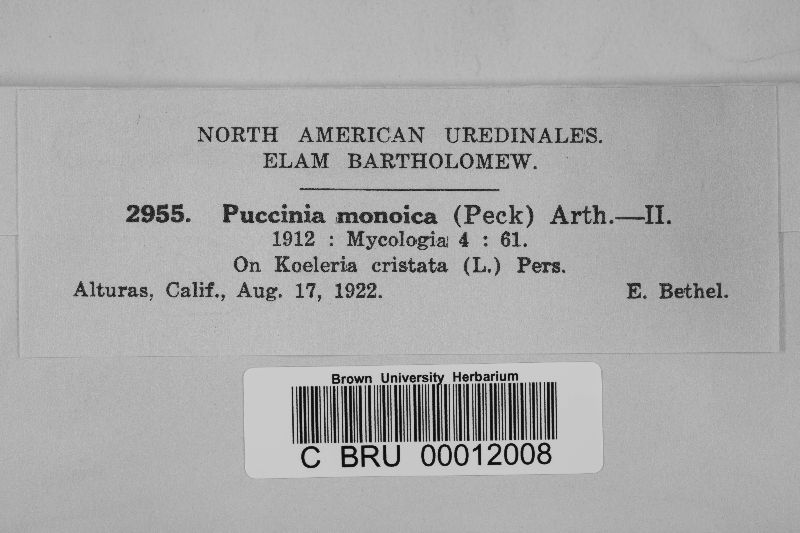 NORTH AMERICAN UREDINALES.
ELAM BARTHOLOMEW.
2955. Puccinia monoica (Peck) Arth.—II.
1912 : Mycologia 4 : 61.
On Koeleria cristata (L.) Pers.
Alturas, Calif., Aug. 17, 1922. E. Bethel.
Brown University Herbarium
C BRU 00012008